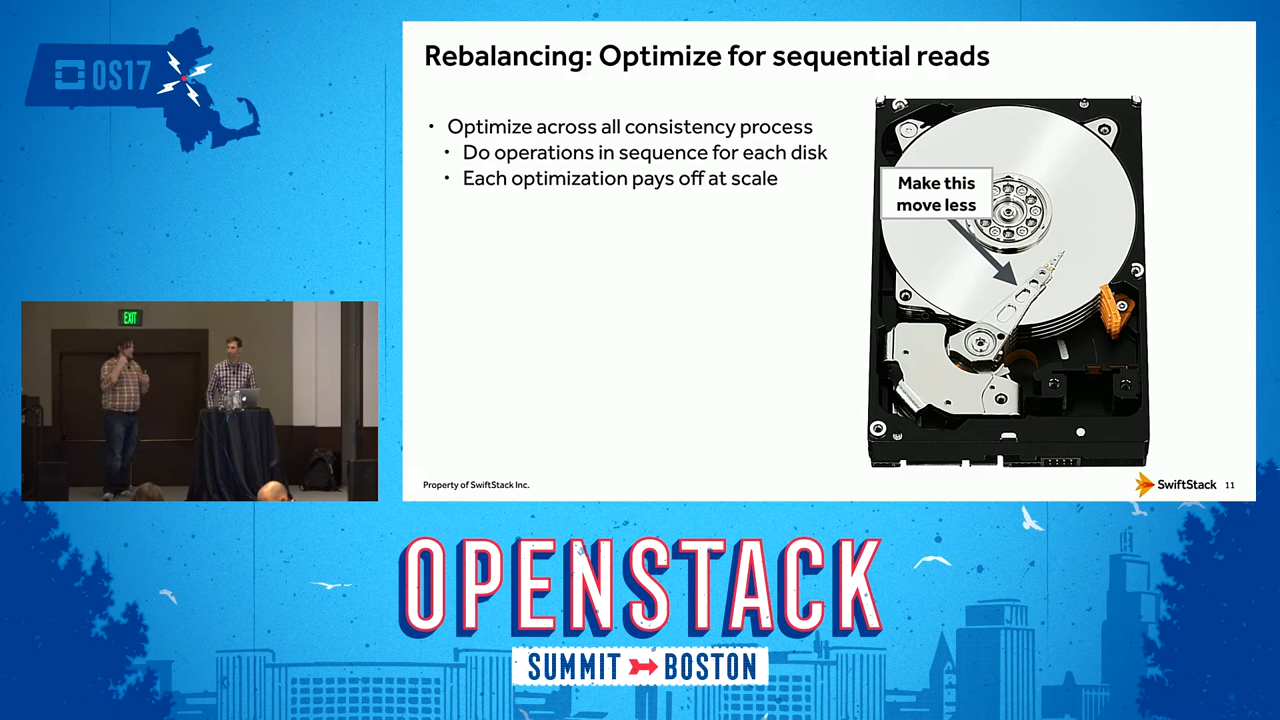 OS17
Rebalancing: Optimize for sequential reads
• Optimize across all consistency process
• Do operations in sequence for each disk
• Each optimization pays off at scale
Make this
move less
EXIT
Property of SwiftStack Inc.
SwiftStack 11
OPENSTACK
SUMMIT BOSTON